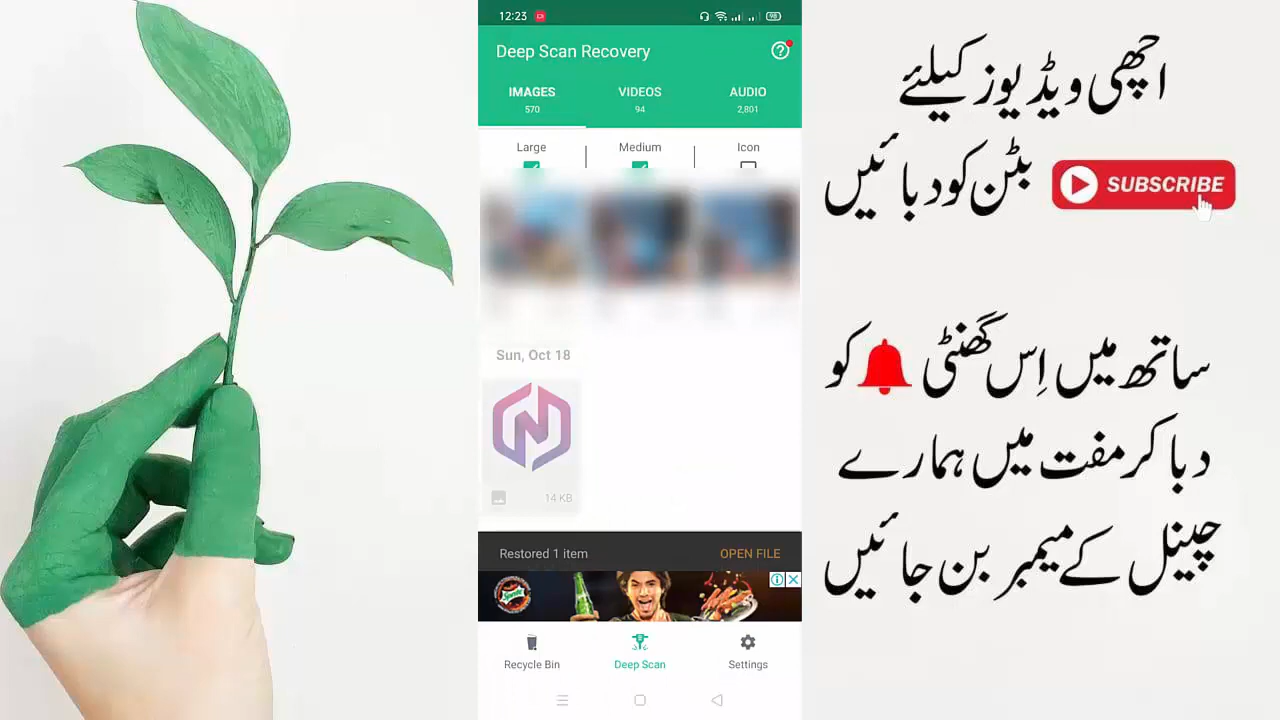 12:23
98
Deep Scan Recovery
IMAGES
570
VIDEOS
94
AUDIO
2,801
Large
Medium
Icon
Sun, Oct 18
14 KB
Restored 1 item
OPEN FILE
Sprite
Recycle Bin
Deep Scan
Settings
اچھی ویڈیوز کیلئے
بٹن کو دبائیں SUBSCRIBE
ساتھ میں اِس گھنٹی کو
دبا کر مفت میں ہمارے
چینل کے میمبر بن جائیں